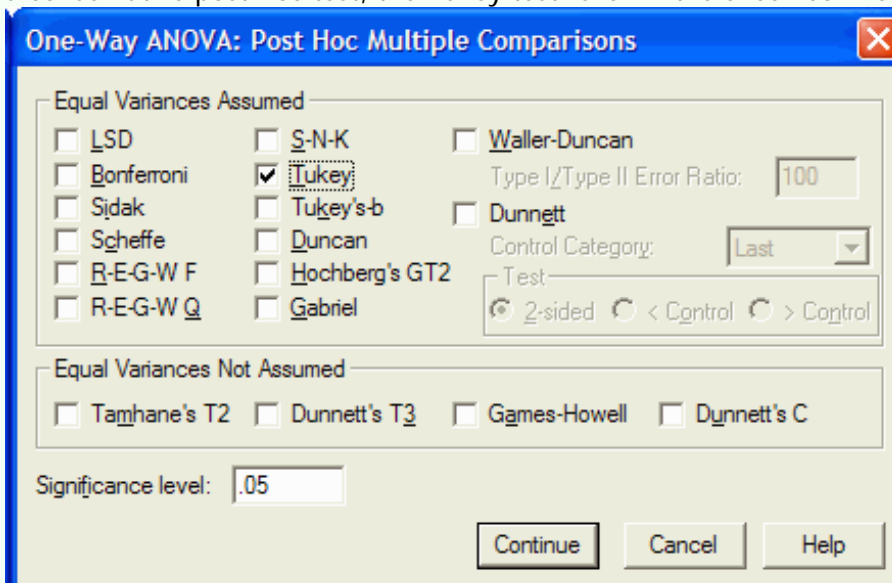 One-Way ANOVA: Post Hoc Multiple Comparisons
Equal Variances Assumed
LSD S-N-K Waller-Duncan
Bonferroni Tukey Type I/Type II Error Ratio: 100
Sidak Tukey's-b Dunnett
Scheffe Duncan Control Category: Last
R-E-G-W F Hochberg's GT2 Test
R-E-G-W Q Gabriel 2-sided < Control > Control
Equal Variances Not Assumed
Tamhane's T2 Dunnett's T3 Games-Howell Dunnett's C
Significance level: .05
Continue Cancel Help